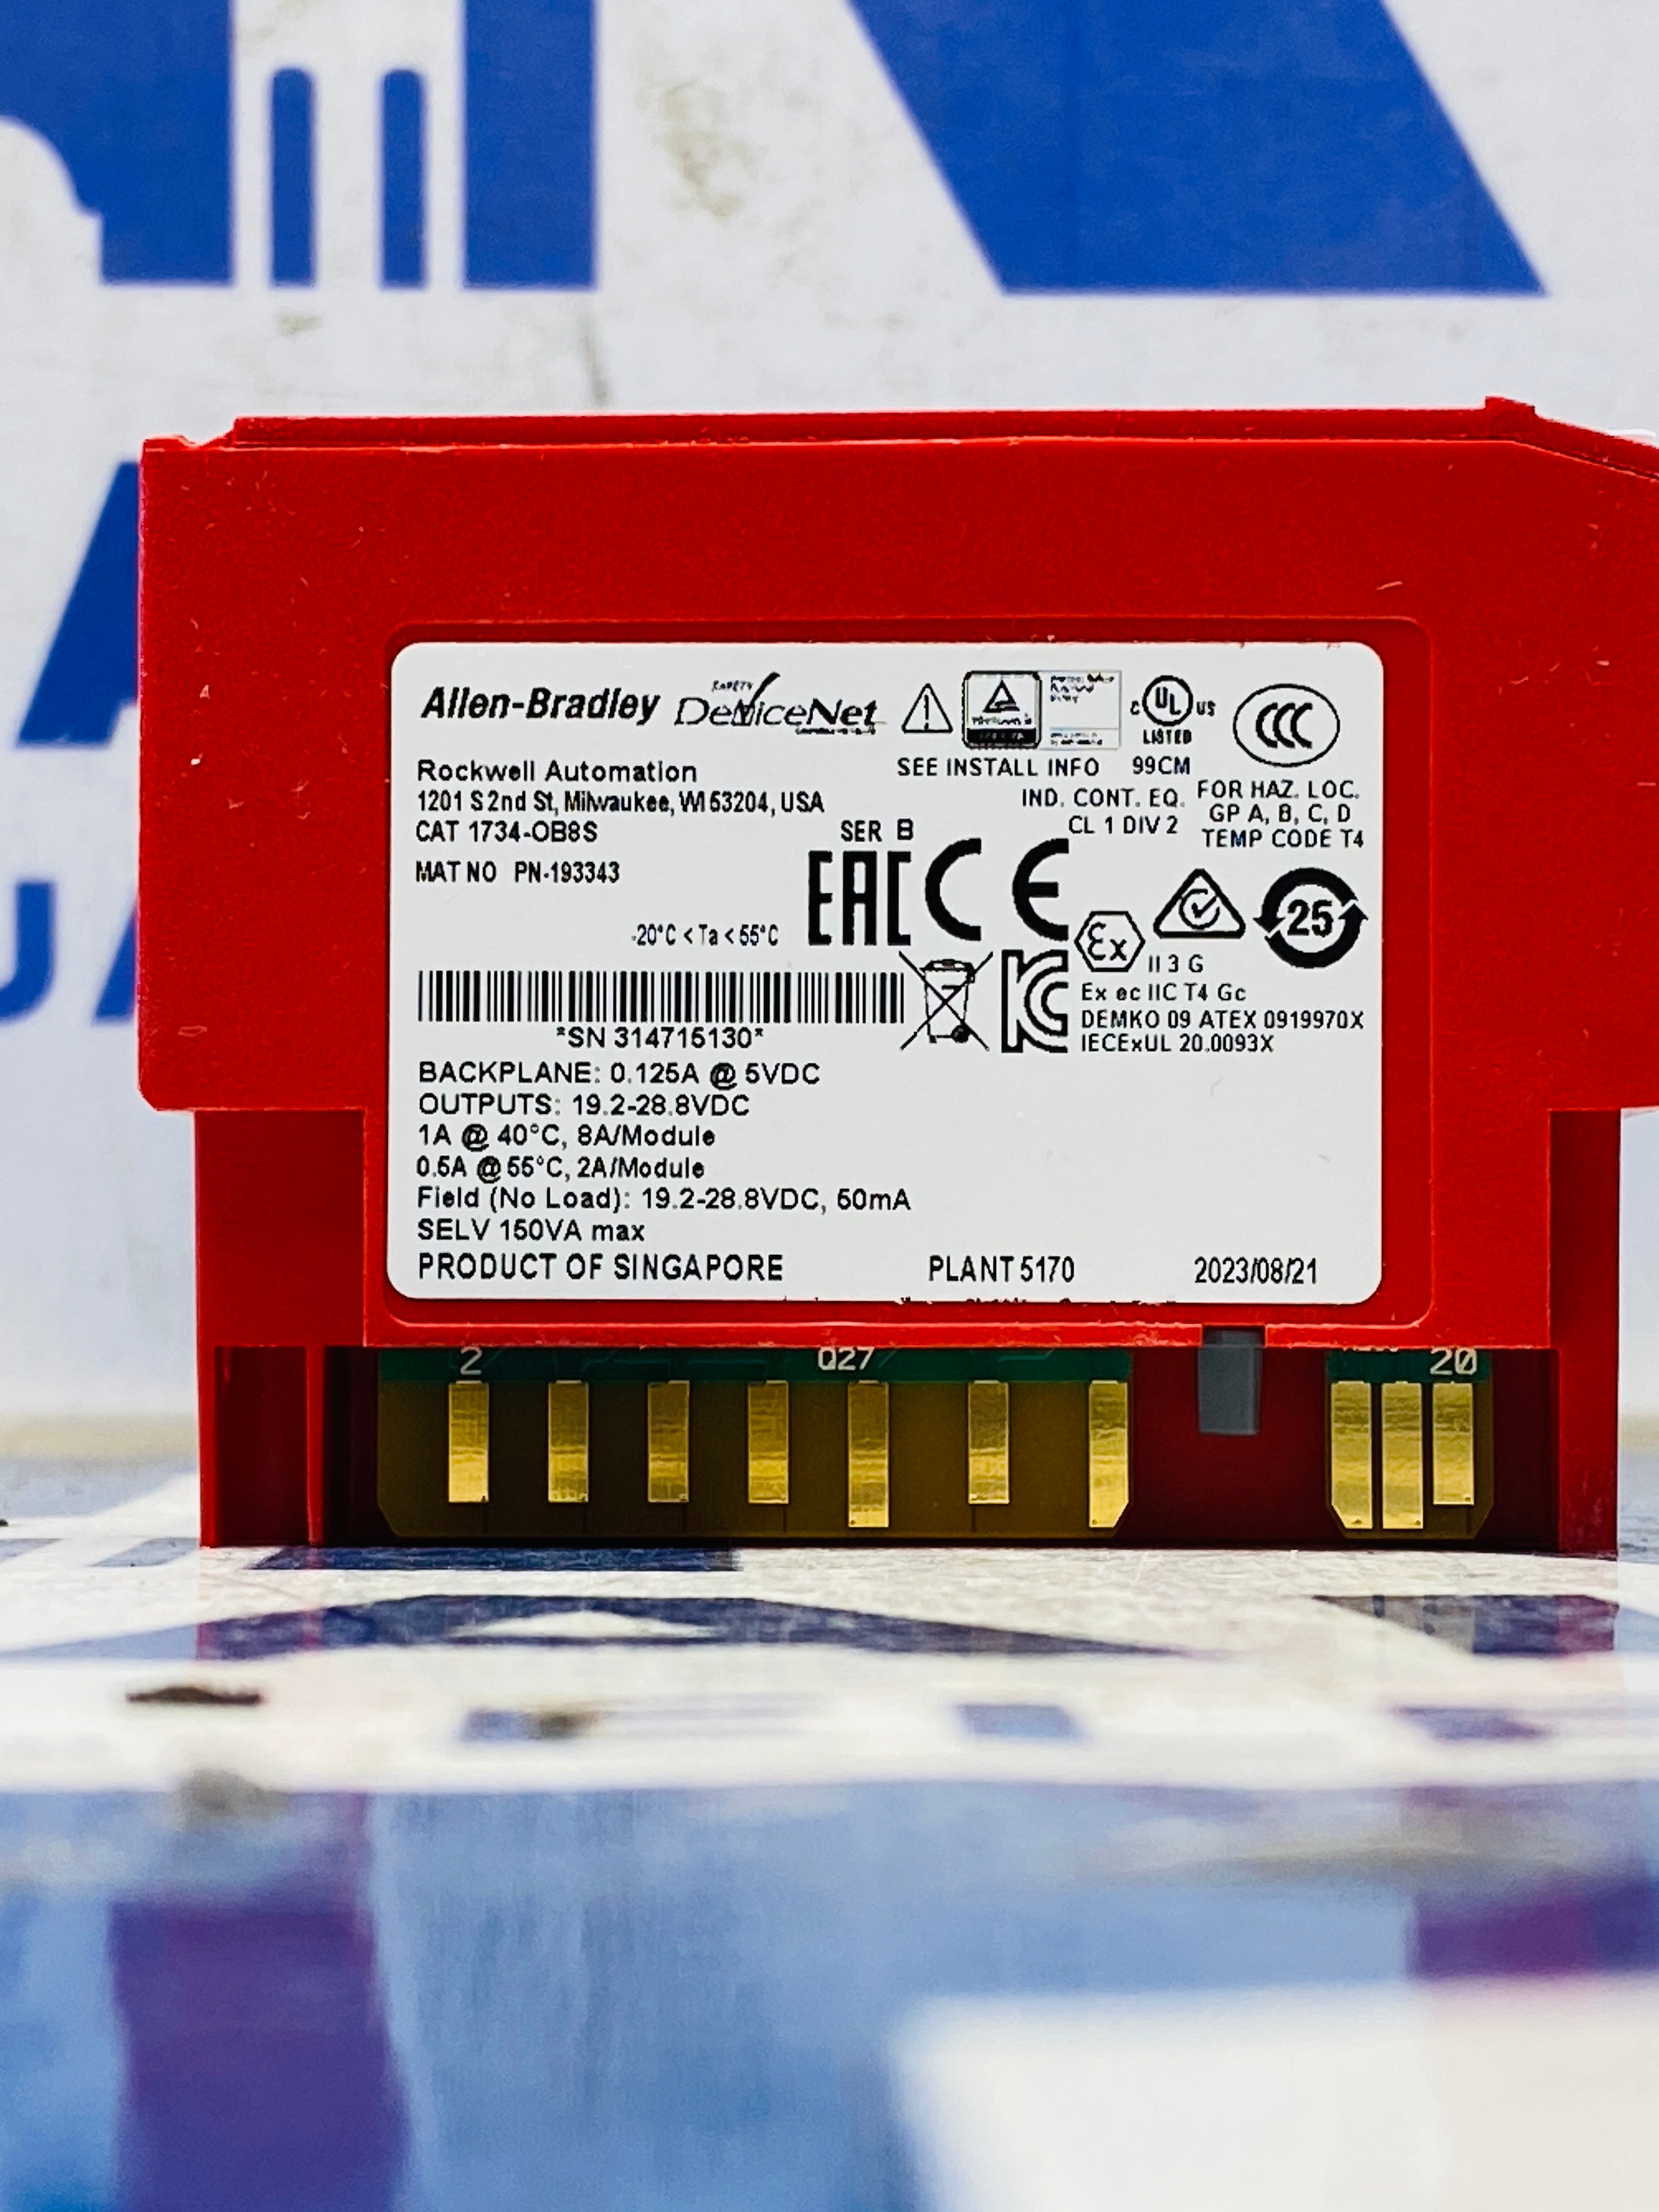 Allen-Bradley
SAFETY
DeviceNet
UL
C US
LISTED
99CM
SEE INSTALL INFO
Rockwell Automation
1201 S 2nd St, Milwaukee, WI 53204, USA
CAT 1734-OB8S
SER B
MAT NO PN-193343
IND. CONT. EQ.
CL 1 DIV 2
FOR HAZ. LOC.
GP A, B, C, D
TEMP CODE T4
-20°C < Ta < 55°C
EAC
CE
25
Ex
II 3 G
Ex ec IIC T4 Gc
DEMKO 09 ATEX 0919970X
IECExUL 20.0093X
*SN 314715130*
BACKPLANE: 0.125A @ 5VDC
OUTPUTS: 19.2-28.8VDC
1A @ 40°C, 8A/Module
0.5A @ 55°C, 2A/Module
Field (No Load): 19.2-28.8VDC, 50mA
SELV 150VA max
PRODUCT OF SINGAPORE
PLANT 5170
2023/08/21
2
Q27
20